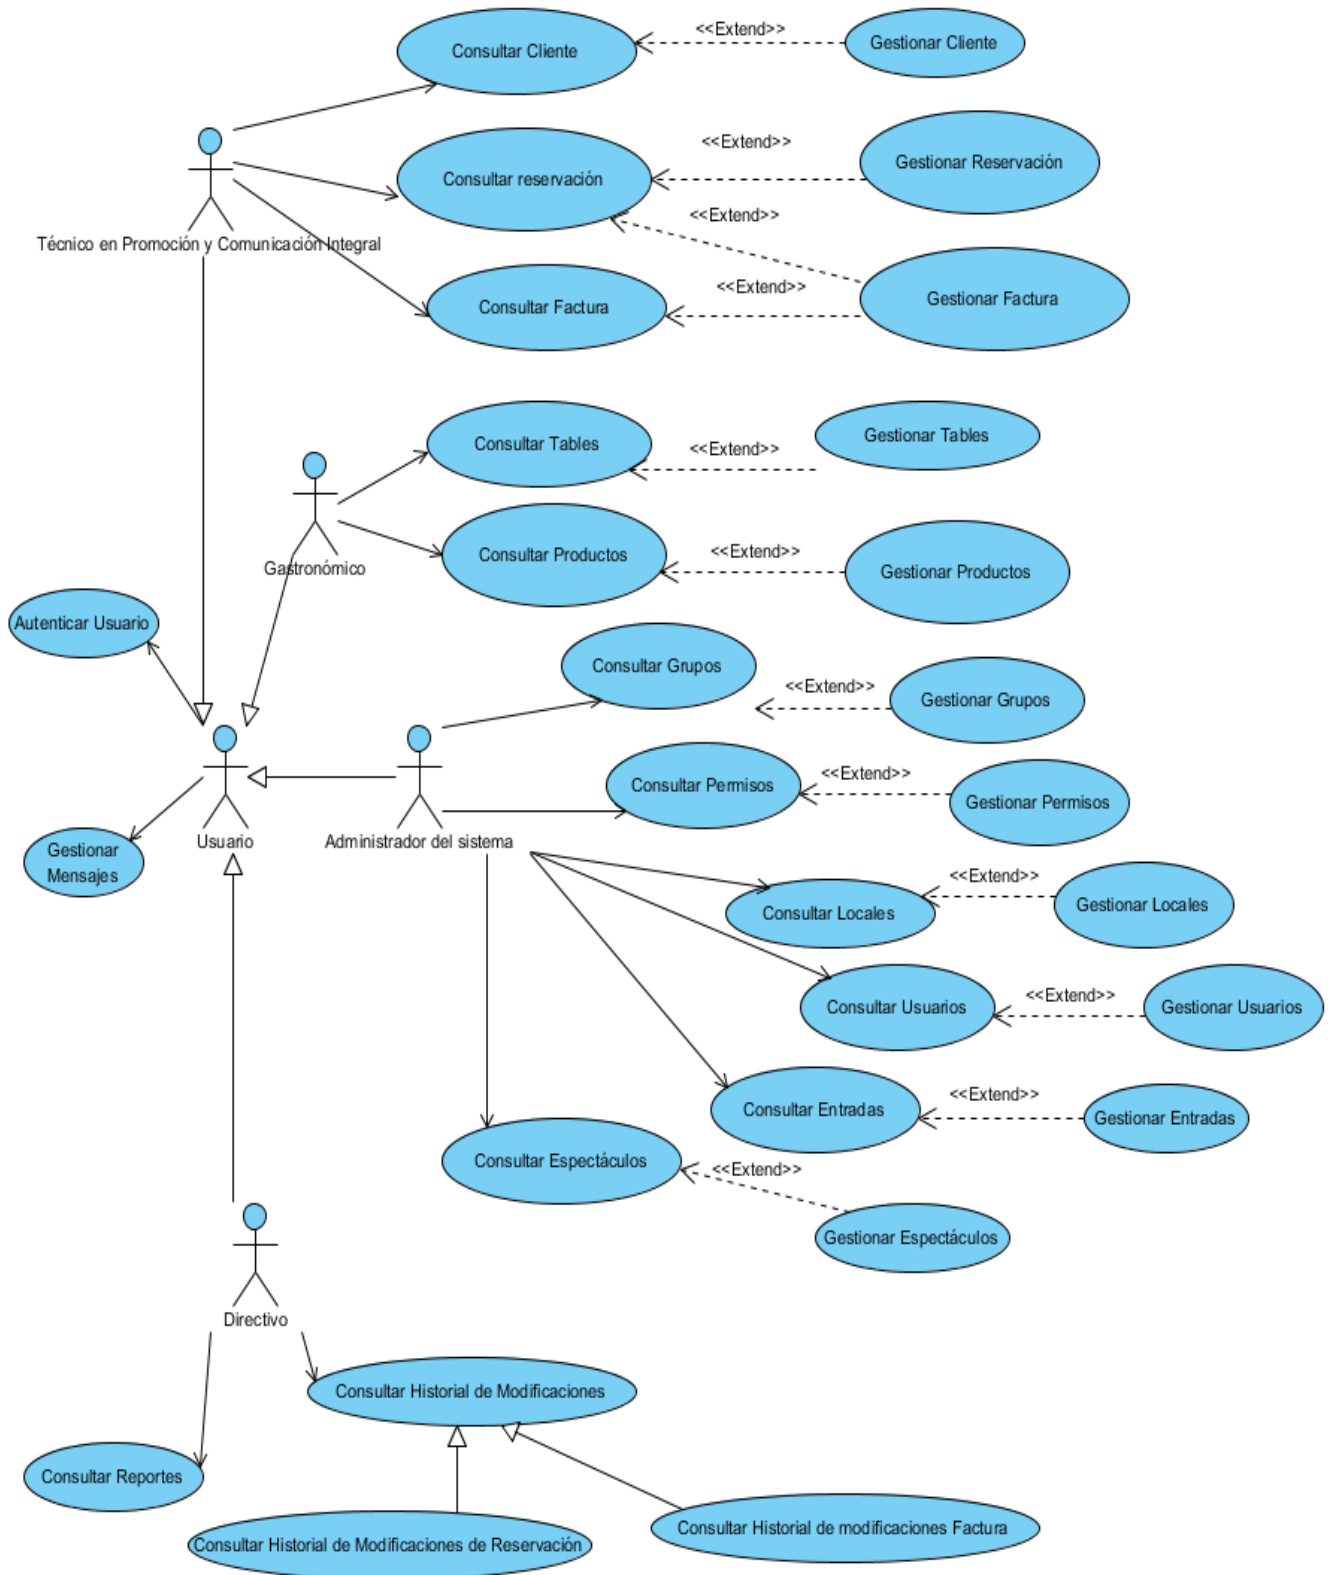 Consultar Cliente
<<Extend>>
Gestionar Cliente
Consultar reservación
<<Extend>>
Gestionar Reservación
<<Extend>>
Técnico en Promoción y Comunicación Integral
Consultar Factura
<<Extend>>
Gestionar Factura
Consultar Tables
<<Extend>>
Gestionar Tables
Gastronómico
Consultar Productos
<<Extend>>
Gestionar Productos
Autenticar Usuario
Consultar Grupos
<<Extend>>
Gestionar Grupos
Consultar Permisos
<<Extend>>
Gestionar Permisos
Usuario
Administrador del sistema
Gestionar
Mensajes
Consultar Locales
<<Extend>>
Gestionar Locales
Consultar Usuarios
<<Extend>>
Gestionar Usuarios
Consultar Entradas
<<Extend>>
Gestionar Entradas
Consultar Espectáculos
<<Extend>>
Gestionar Espectáculos
Directivo
Consultar Historial de Modificaciones
Consultar Reportes
Consultar Historial de Modificaciones de Reservación
Consultar Historial de modificaciones Factura